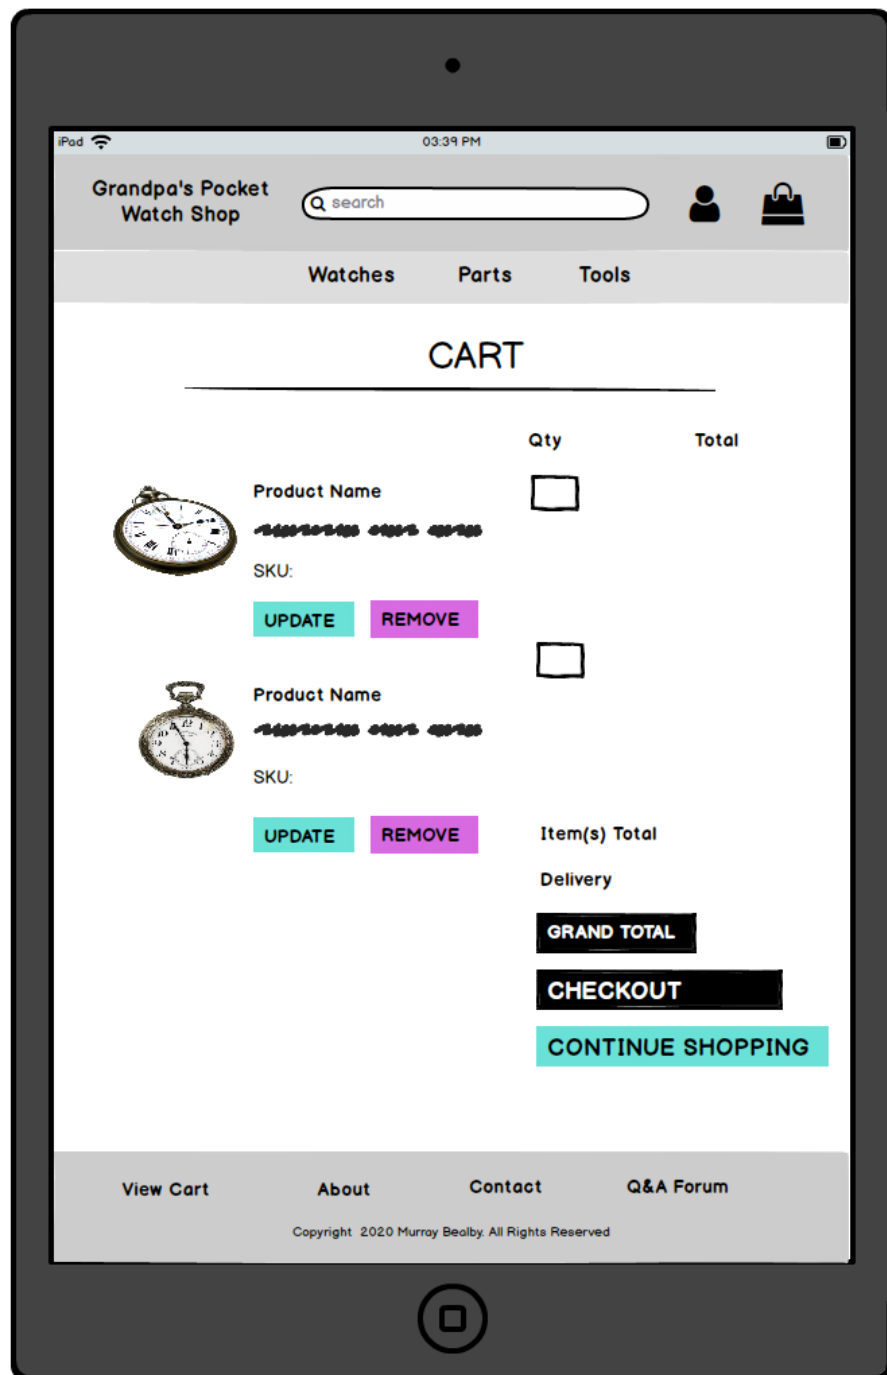 iPad
03:39 PM
Grandpa's Pocket
Watch Shop
search
Watches Parts Tools
CART
Qty Total
Product Name
SKU:
UPDATE REMOVE
Product Name
SKU:
UPDATE REMOVE
Item(s) Total
Delivery
GRAND TOTAL
CHECKOUT
CONTINUE SHOPPING
View Cart About Contact Q&A Forum
Copyright 2020 Murray Bealby. All Rights Reserved